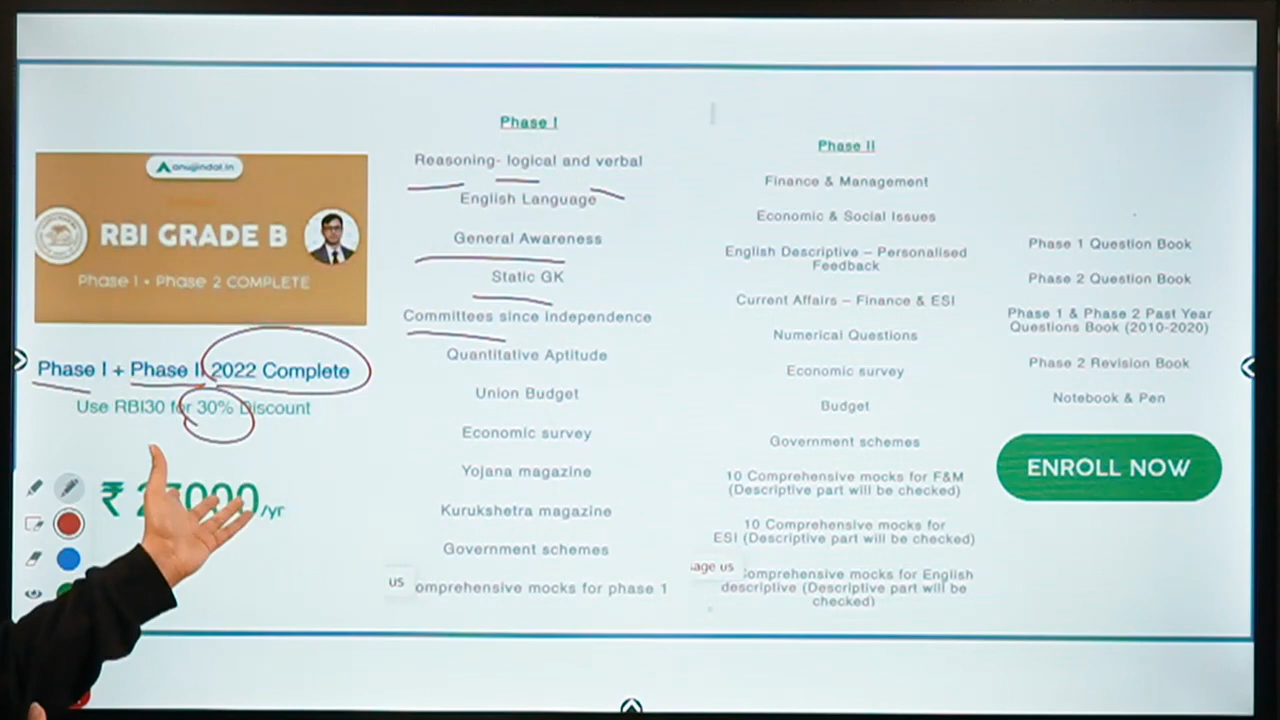 anujjindal.in
RBI GRADE B
Phase 1 + Phase 2 COMPLETE
Phase I + Phase II 2022 Complete
Use RBI30 for 30% Discount
/yr
Phase I
Reasoning- logical and verbal
English Language
General Awareness
Static GK
Committees since Independence
Quantitative Aptitude
Union Budget
Economic survey
Yojana magazine
Kurukshetra magazine
Government schemes
us
omprehensive mocks for phase 1
Phase II
Finance & Management
Economic & Social Issues
English Descriptive – Personalised
Feedback
Current Affairs – Finance & ESI
Numerical Questions
Economic survey
Budget
Government schemes
10 Comprehensive mocks for F&M
(Descriptive part will be checked)
10 Comprehensive mocks for
ESI (Descriptive part will be checked)
age us
omprehensive mocks for English
descriptive (Descriptive part will be
checked)
Phase 1 Question Book
Phase 2 Question Book
Phase 1 & Phase 2 Past Year
Questions Book (2010-2020)
Phase 2 Revision Book
Notebook & Pen
ENROLL NOW